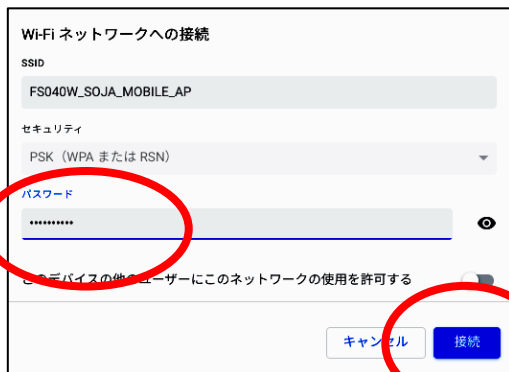 Wi-Fi ネットワークへの接続
SSID
FS040W_SOJA_MOBILE_AP
セキュリティ
PSK（WPA または RSN）
パスワード
••••••••••
このデバイスの他のユーザーにこのネットワークの使用を許可する
キャンセル 接続